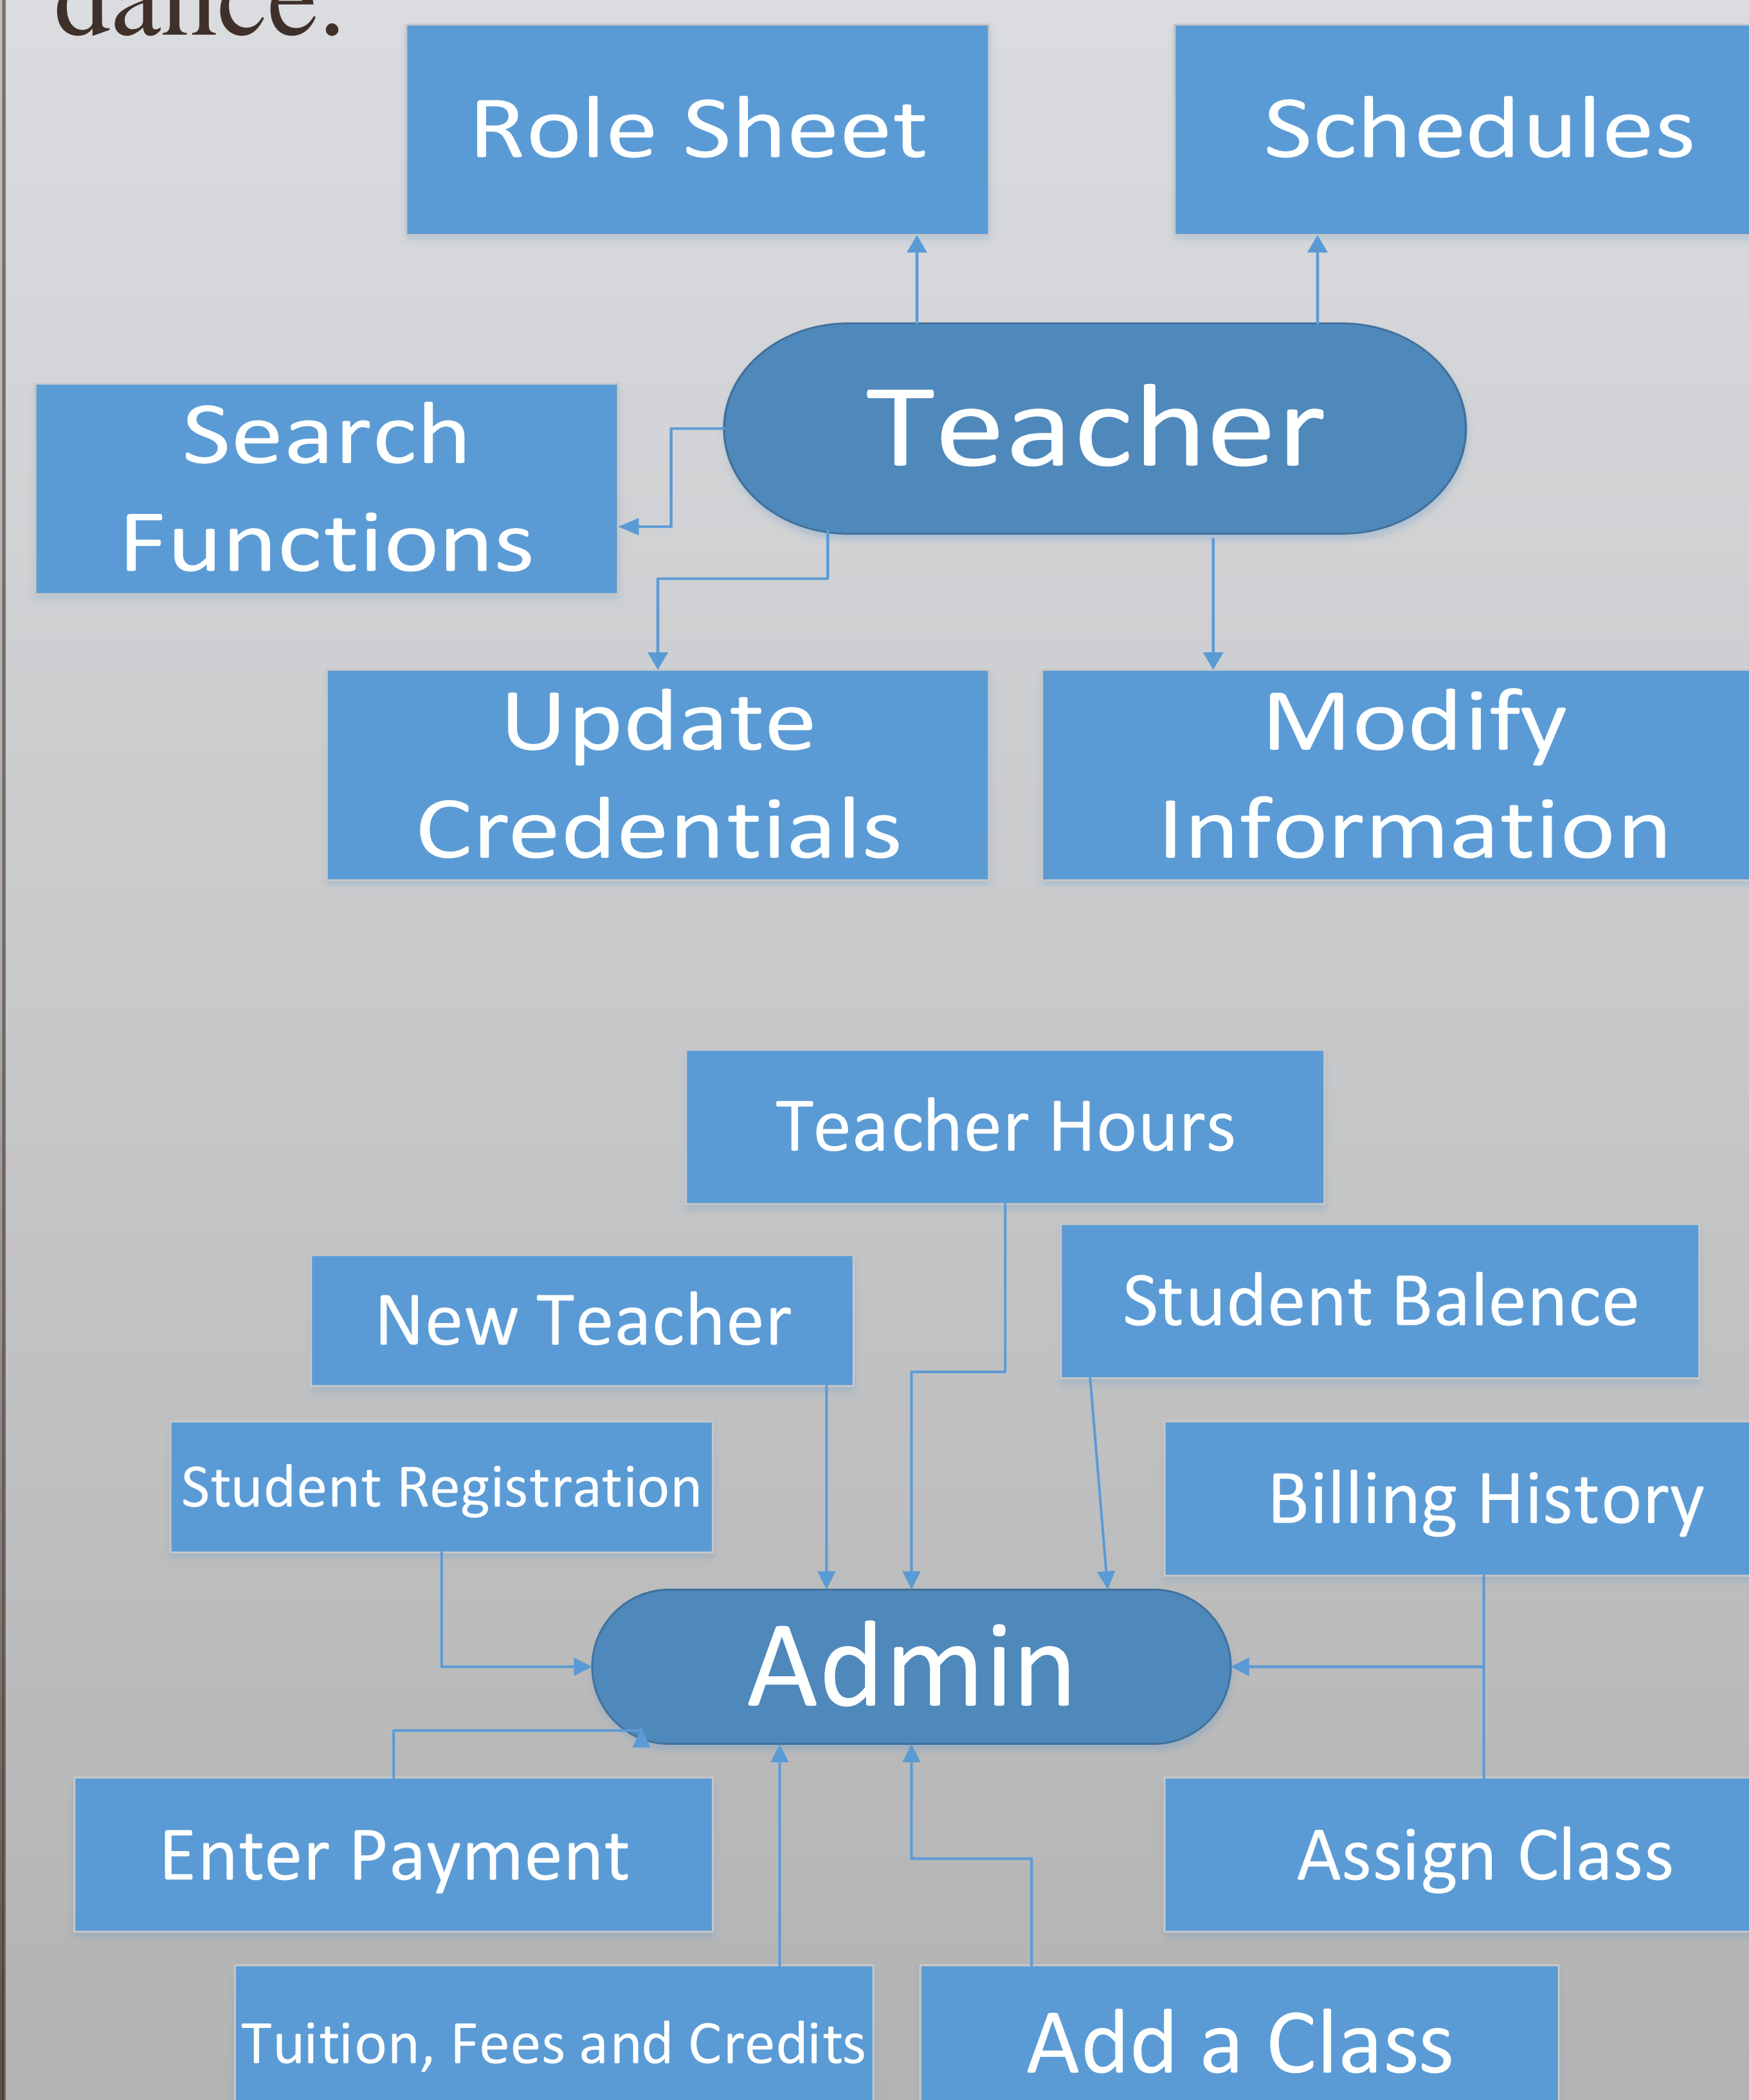 dance.
Role Sheet
Schedules
Teacher
Search
Functions
Update
Credentials
Modify
Information
Teacher Hours
Student Balence
New Teacher
Student Registration
Billing History
Admin
Enter Payment
Assign Class
Tuition, Fees and Credits
Add a Class